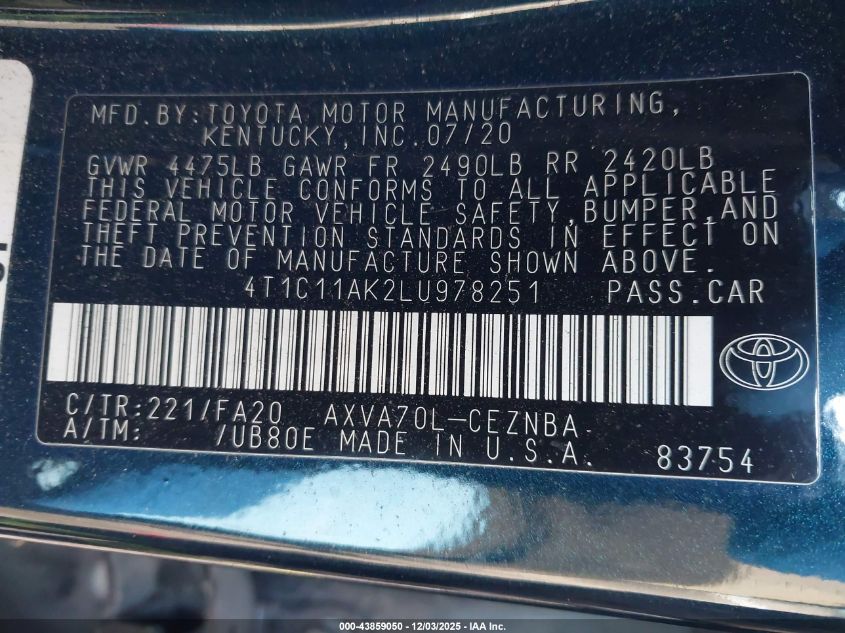 MFD. BY: TOYOTA MOTOR MANUFACTURING,
KENTUCKY, INC. 07/20
GVWR 4475LB GAWR FR 2490LB RR 2420LB
THIS VEHICLE CONFORMS TO ALL APPLICABLE
FEDERAL MOTOR VEHICLE SAFETY, BUMPER, AND
THEFT PREVENTION STANDARDS IN EFFECT ON
THE DATE OF MANUFACTURE SHOWN ABOVE.
4T1C11AK2LU978251 PASS. CAR
C/TR: 221/FA20 AXVA70L-CEZNBA
A/TM: /UB80E MADE IN U.S.A. 83754
000-43859050 - 12/03/2025 - IAA Inc.